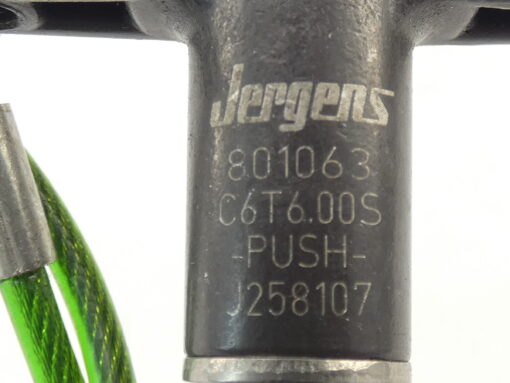 Jergens
801063
C6T6.00S
-PUSH-
J258107